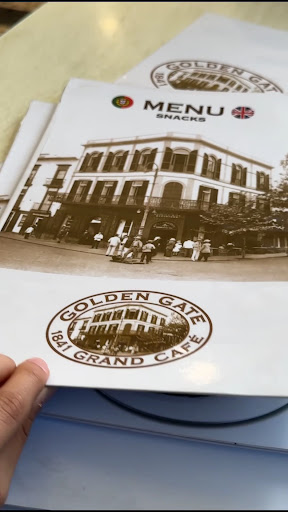 GOLDEN GATE
MENU
SNACKS
GOLDEN GATE
1841 GRAND CAFÉ